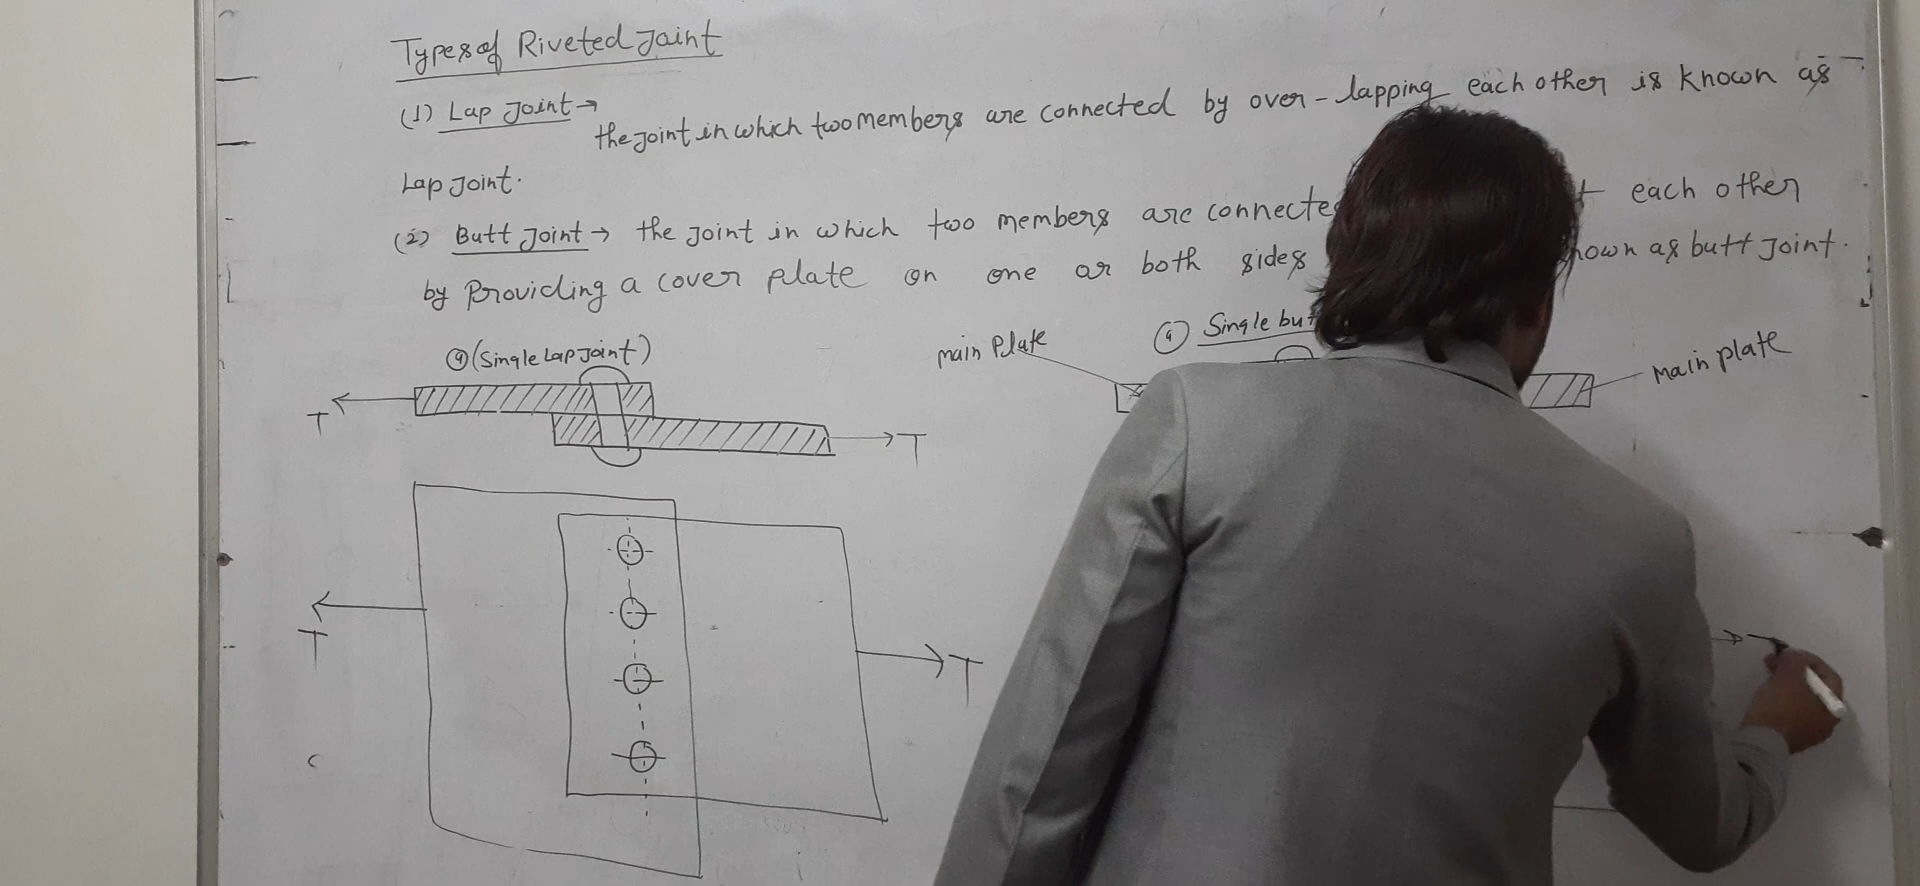 Types of Riveted Joint
(1) Lap Joint → the joint in which two members are connected by over-lapping each other is known as
Lap Joint.
(2) Butt Joint → the joint in which two members are connecte each other
by providing a cover plate on one or both sides nown as butt Joint.
(Single Lap Joint)
main Plate
Single but
main plate
T
T
T
T
T